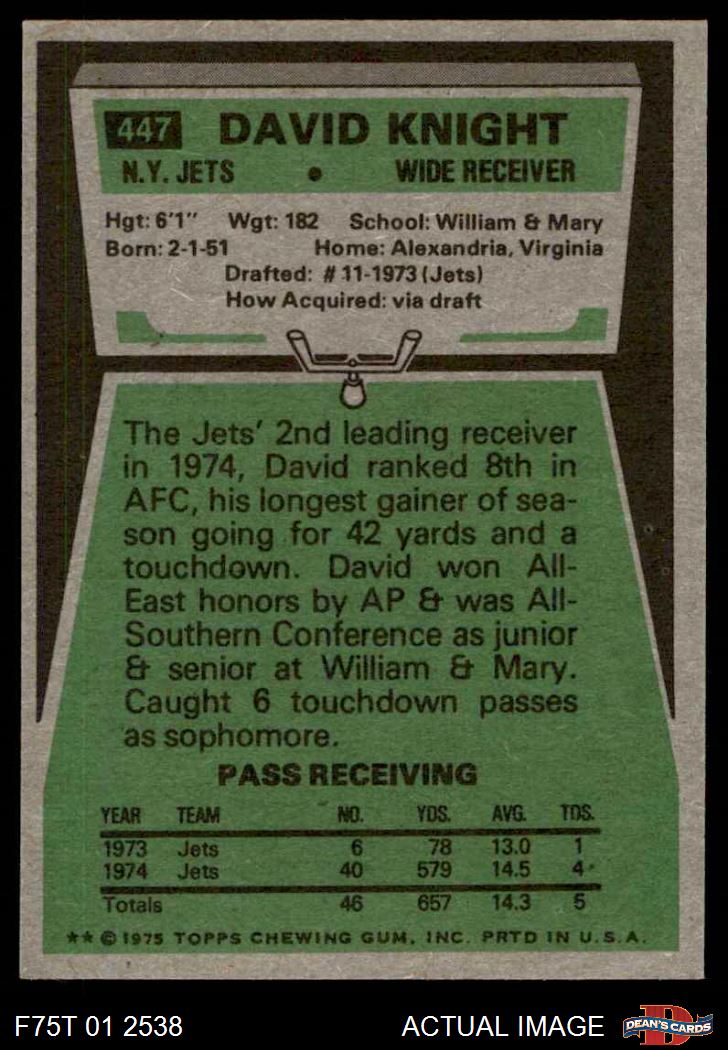 447 DAVID KNIGHT
N.Y. JETS • WIDE RECEIVER
Hgt: 6'1" Wgt: 182 School: William & Mary
Born: 2-1-51 Home: Alexandria, Virginia
Drafted: # 11-1973 (Jets)
How Acquired: via draft
The Jets' 2nd leading receiver
in 1974, David ranked 8th in
AFC, his longest gainer of sea-
son going for 42 yards and a
touchdown. David won All-
East honors by AP & was All-
Southern Conference as junior
& senior at William & Mary.
Caught 6 touchdown passes
as sophomore.
PASS RECEIVING
YEAR TEAM NO. YDS. AVG. TDS.
1973 Jets 6 78 13.0 1
1974 Jets 40 579 14.5 4
Totals 46 657 14.3 5
** © 1975 TOPPS CHEWING GUM, INC. PRTD IN U.S.A.
F75T 01 2538 ACTUAL IMAGE D DEAN'S CARDS